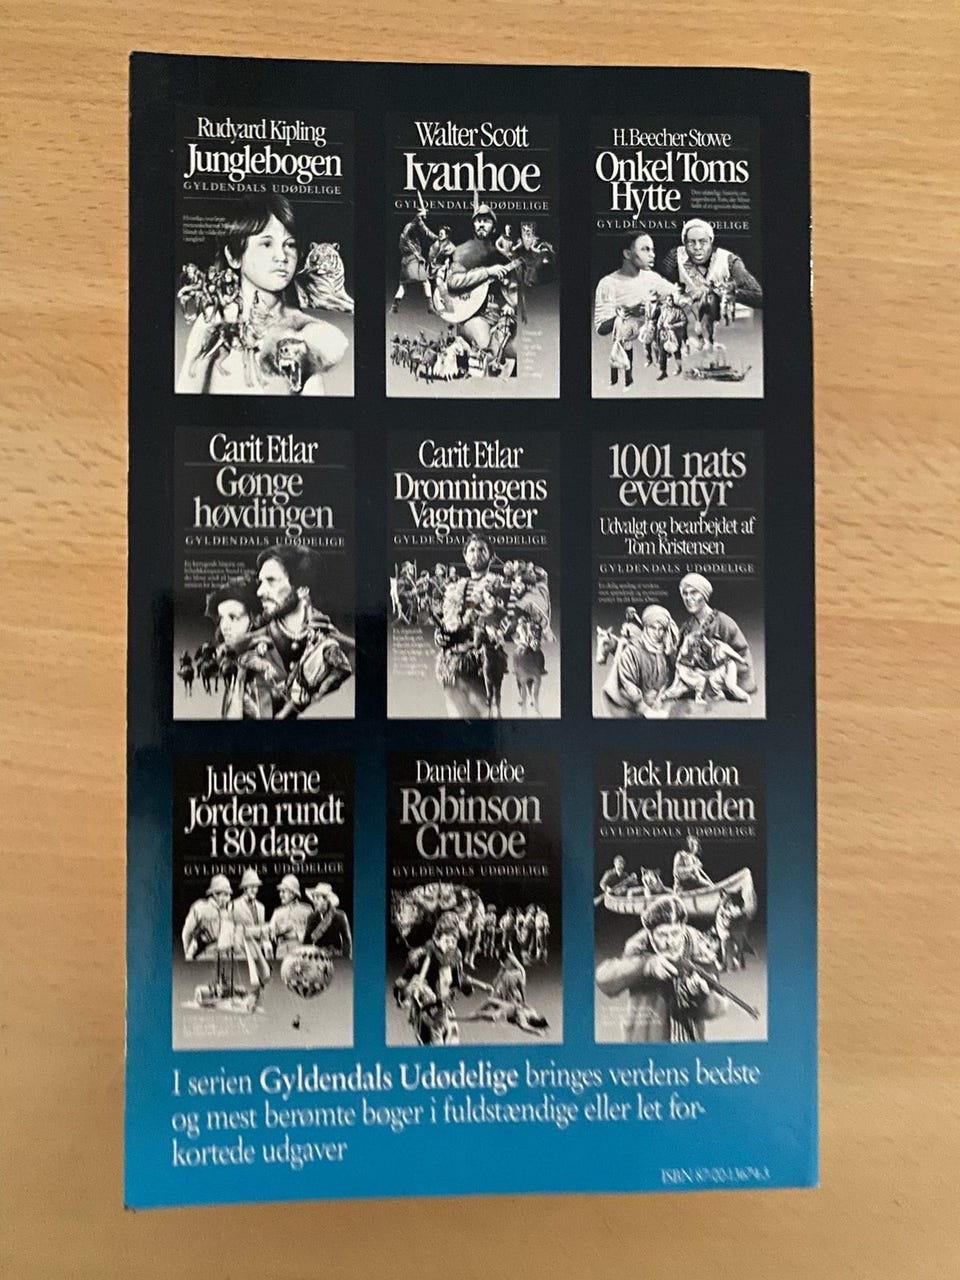 Rudyard Kipling
Junglebogen
GYLDENDALS UDØDELIGE
Walter Scott
Ivanhoe
GYLDENDALS UDØDELIGE
H. Beecher Stowe
Onkel Toms
Hytte
GYLDENDALS UDØDELIGE
Carit Etlar
Gønge
høvdingen
GYLDENDALS UDØDELIGE
Carit Etlar
Dronningens
Vagtmester
GYLDENDALS UDØDELIGE
1001 nats
eventyr
Udvalgt og bearbejdet af
Tom Kristensen
GYLDENDALS UDØDELIGE
Jules Verne
Jorden rundt
i 80 dage
GYLDENDALS UDØDELIGE
Daniel Defoe
Robinson
Crusoe
GYLDENDALS UDØDELIGE
Jack London
Ulvehunden
GYLDENDALS UDØDELIGE
I serien Gyldendals Udødelige bringes verdens bedste
og mest berømte bøger i fuldstændige eller let for-
kortede udgaver
ISBN